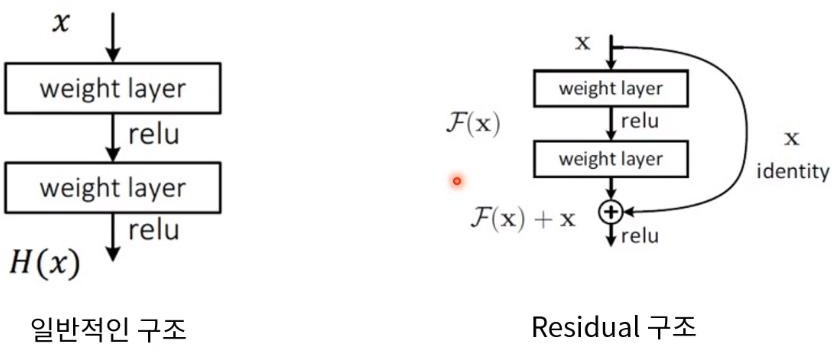 x
weight layer
relu
weight layer
relu
H(x)
일반적인 구조
x
weight layer
F(x)
relu
weight layer
x
identity
F(x) + x
+
relu
Residual 구조